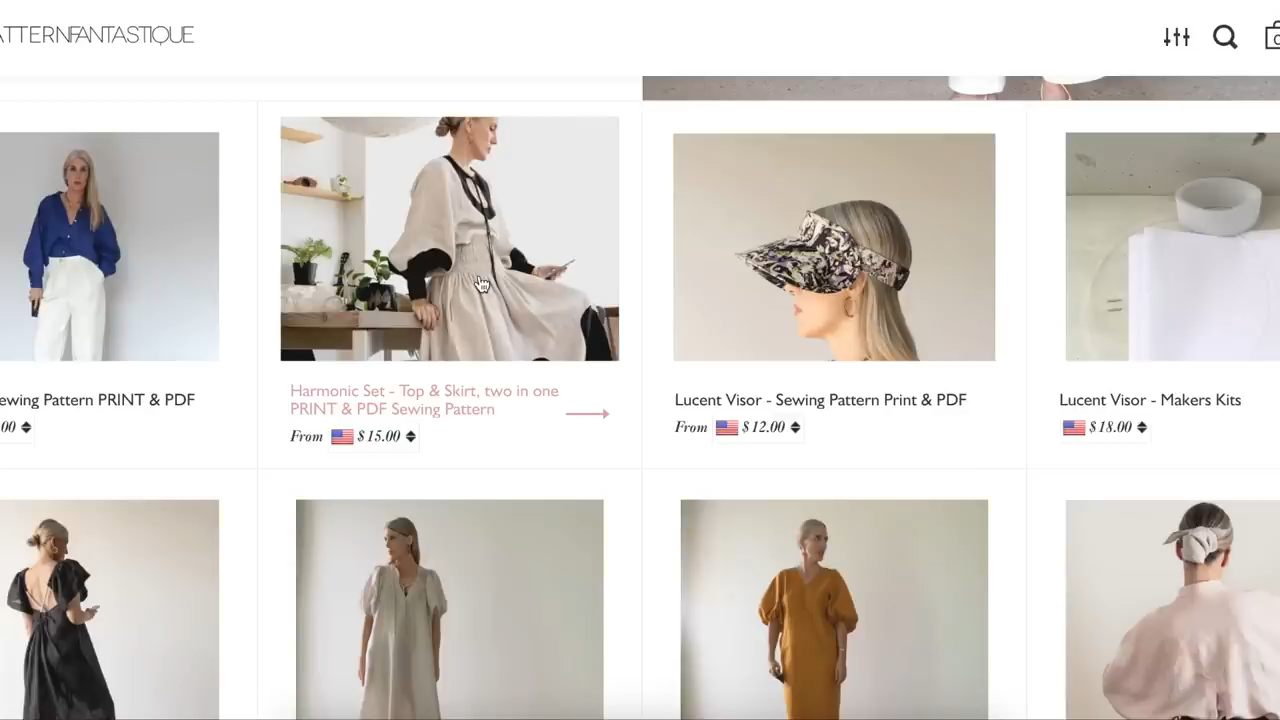 ATTERNFANTASTIQUE
ewing Pattern PRINT & PDF
.00
Harmonic Set - Top & Skirt, two in one
PRINT & PDF Sewing Pattern
From $15.00
Lucent Visor - Sewing Pattern Print & PDF
From $12.00
Lucent Visor - Makers Kits
$18.00